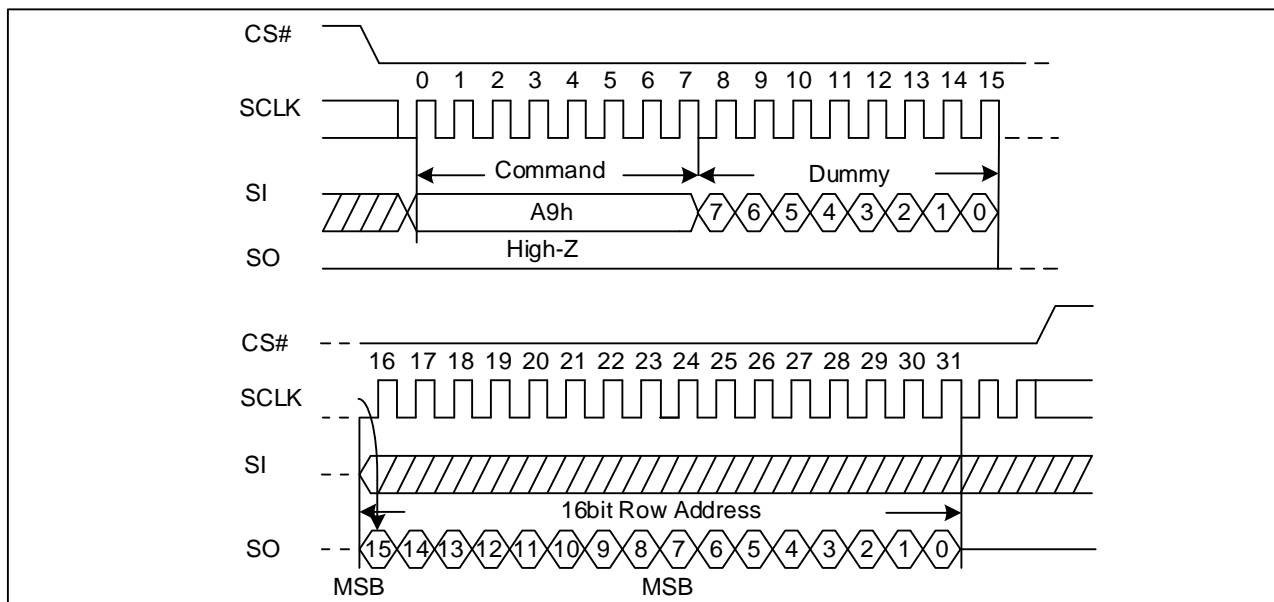 CS#
0 1 2 3 4 5 6 7 8 9 10 11 12 13 14 15
SCLK
Command Dummy
SI A9h 7 6 5 4 3 2 1 0
High-Z
SO
CS#
16 17 18 19 20 21 22 23 24 25 26 27 28 29 30 31
SCLK
SI
16bit Row Address
SO 15 14 13 12 11 10 9 8 7 6 5 4 3 2 1 0
MSB MSB